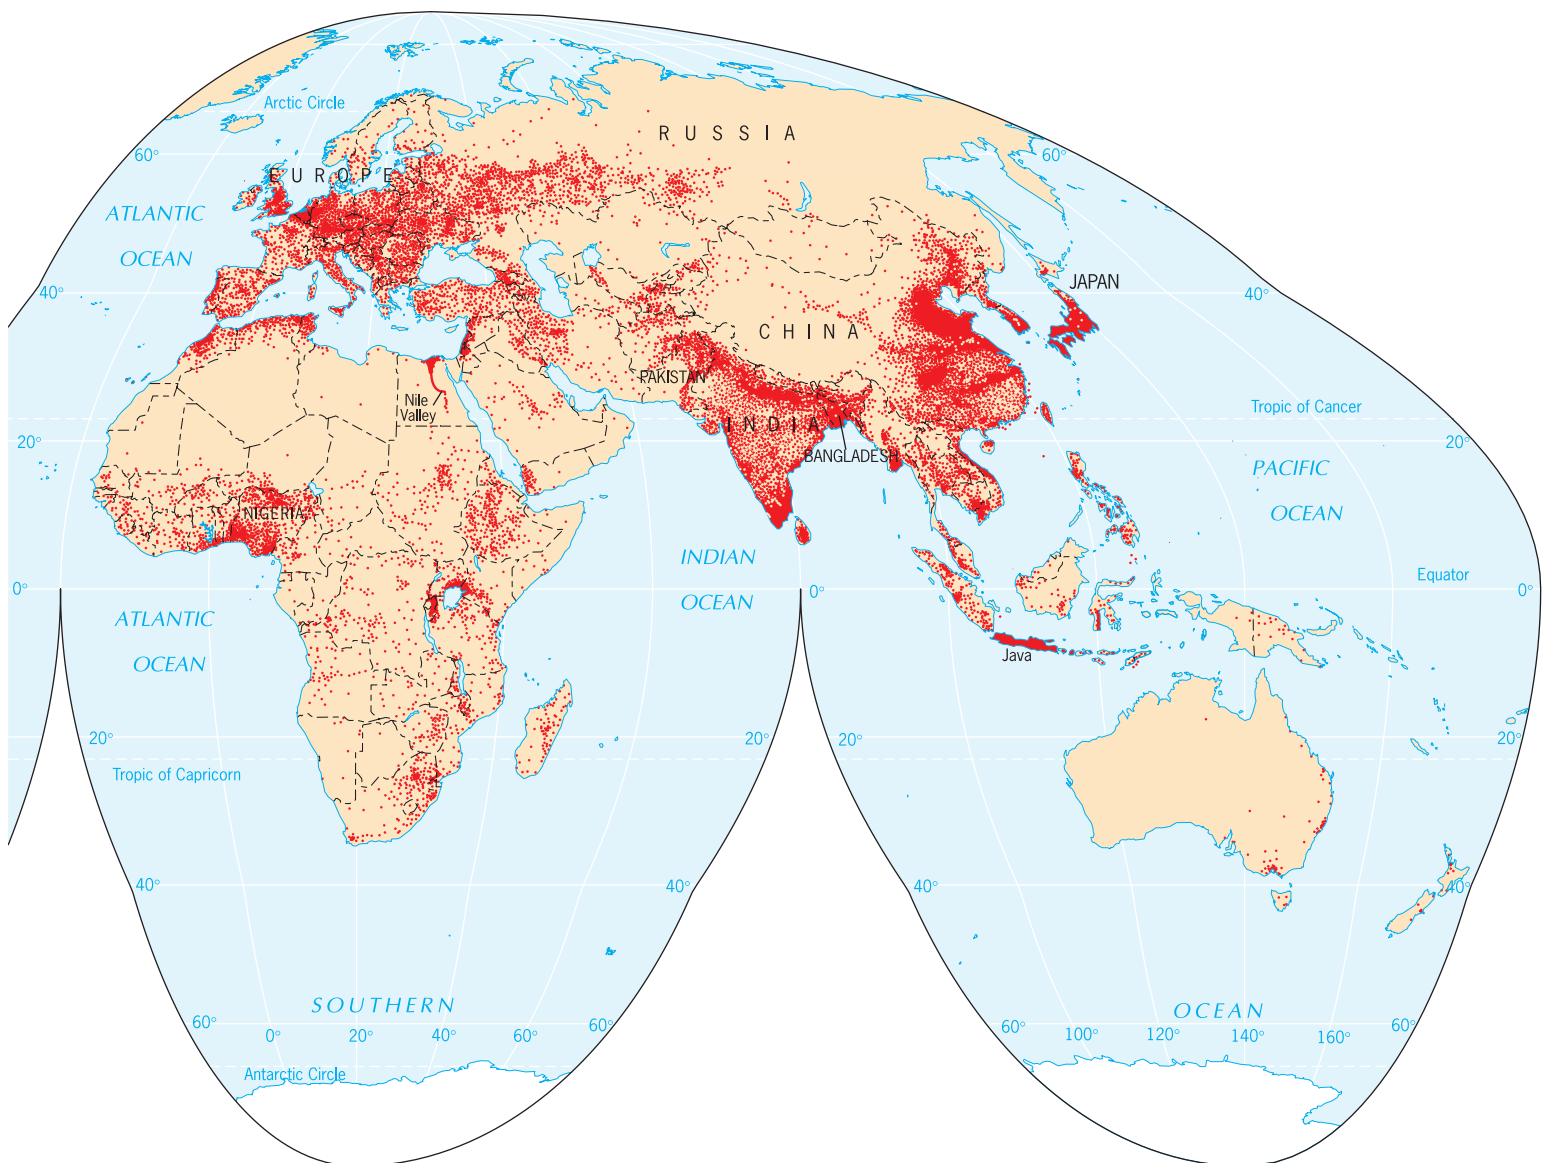 Arctic Circle
RUSSIA
60°
60°
EUROPE
ATLANTIC
OCEAN
40°
JAPAN
40°
CHINA
PAKISTAN
Nile
Valley
Tropic of Cancer
INDIA
20°
20°
BANGLADESH
PACIFIC
OCEAN
NIGERIA
INDIAN
OCEAN
Equator
0°
0°
0°
ATLANTIC
OCEAN
Java
20°
20°
20°
20°
Tropic of Capricorn
40°
40°
40°
40°
SOUTHERN
OCEAN
60°
0°
20°
40°
60°
60°
60°
100°
120°
140°
160°
60°
Antarctic Circle